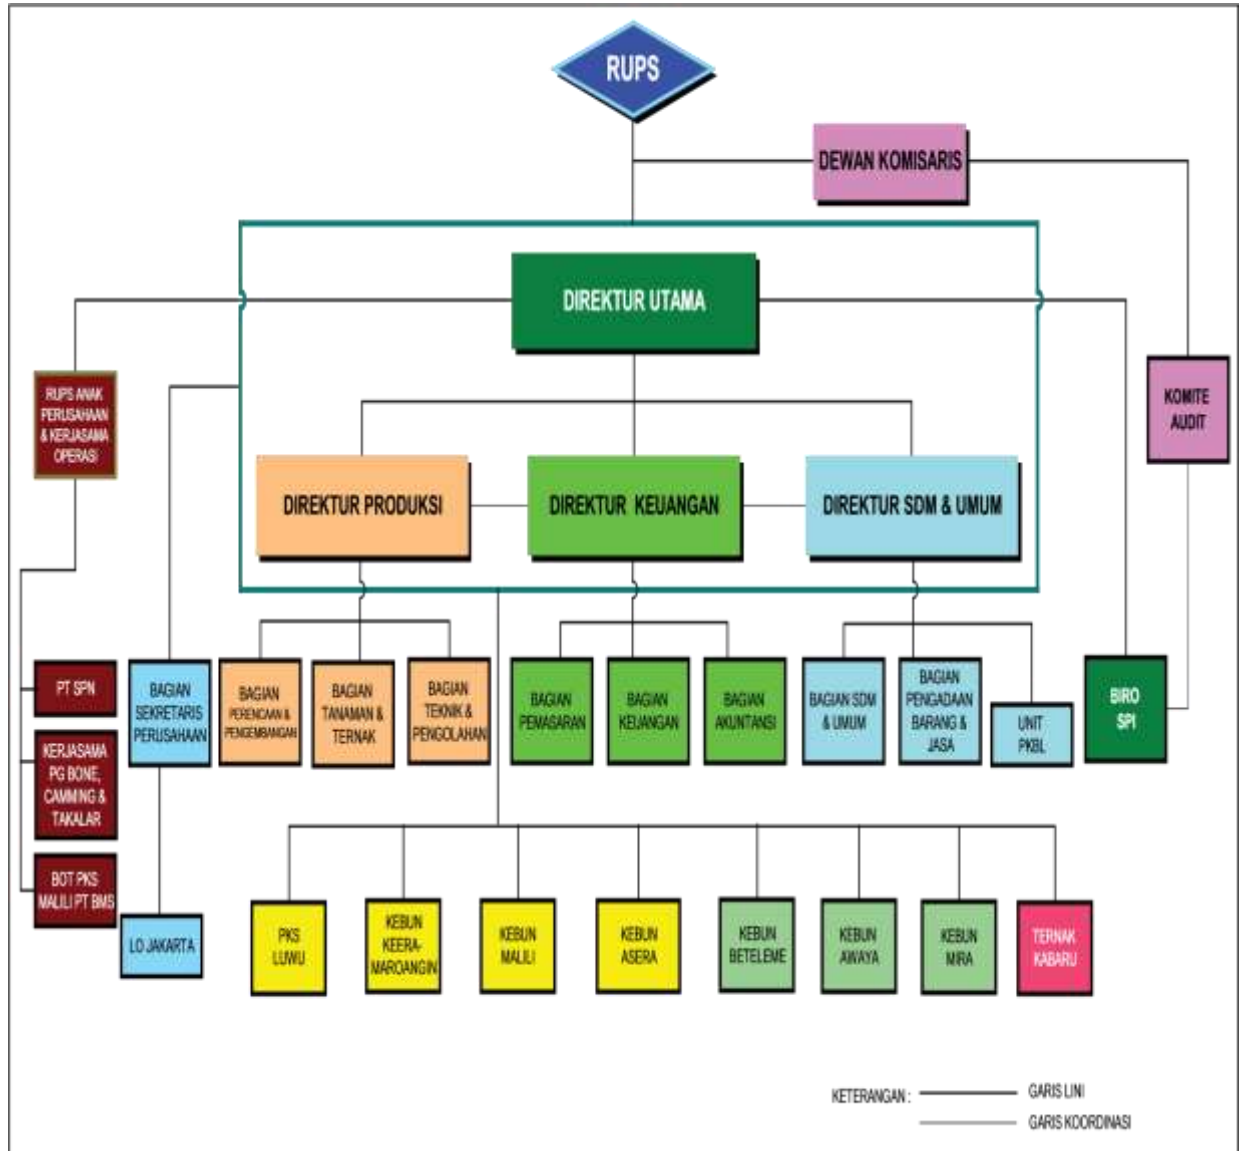 RUPS
DEWAN KOMISARIS
DIREKTUR UTAMA
RUPS ANAK
PERUSAHAAN
& KERJASAMA
OPERASI
KOMITE
AUDIT
DIREKTUR PRODUKSI
DIREKTUR KEUANGAN
DIREKTUR SDM & UMUM
PT SPN
KERJASAMA
PG BONE,
CAMMING &
TAKALAR
BOT PKS
MALILI PT BMS
BAGIAN
SEKRETARIS
PERUSAHAAN
LO JAKARTA
BAGIAN
PERENCAAN &
PENGEMBANGAN
BAGIAN
TANAMAN &
TERNAK
BAGIAN
TEKNIK &
PENGOLAHAN
BAGIAN
PEMASARAN
BAGIAN
KEUANGAN
BAGIAN
AKUNTANSI
BAGIAN SDM
& UMUM
BAGIAN
PENGADAAN
BARANG &
JASA
UNIT
PKBL
BIRO
SPI
PKS
LUWU
KEBUN
KEERA-
MAROANGIN
KEBUN
MALILI
KEBUN
ASERA
KEBUN
BETELEME
KEBUN
AWAYA
KEBUN
MIRA
TERNAK
KABARU
KETERANGAN :
GARIS LINI
GARIS KOORDINASI